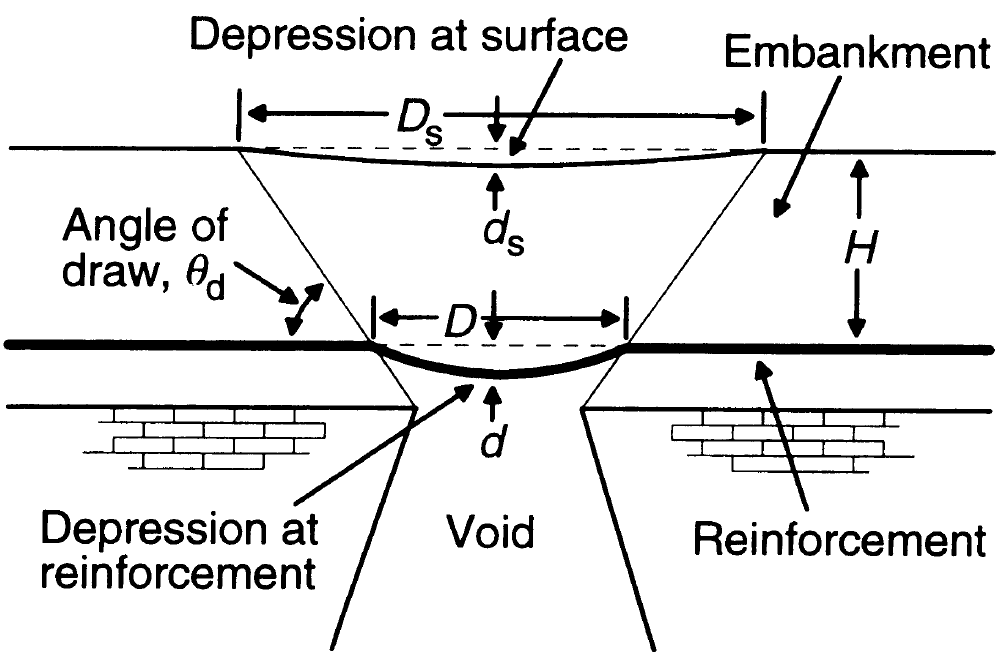 Depression at surface
Embankment
Dₛ
dₛ
H
Angle of
draw, θd
D
d
Depression at
reinforcement
Void
Reinforcement